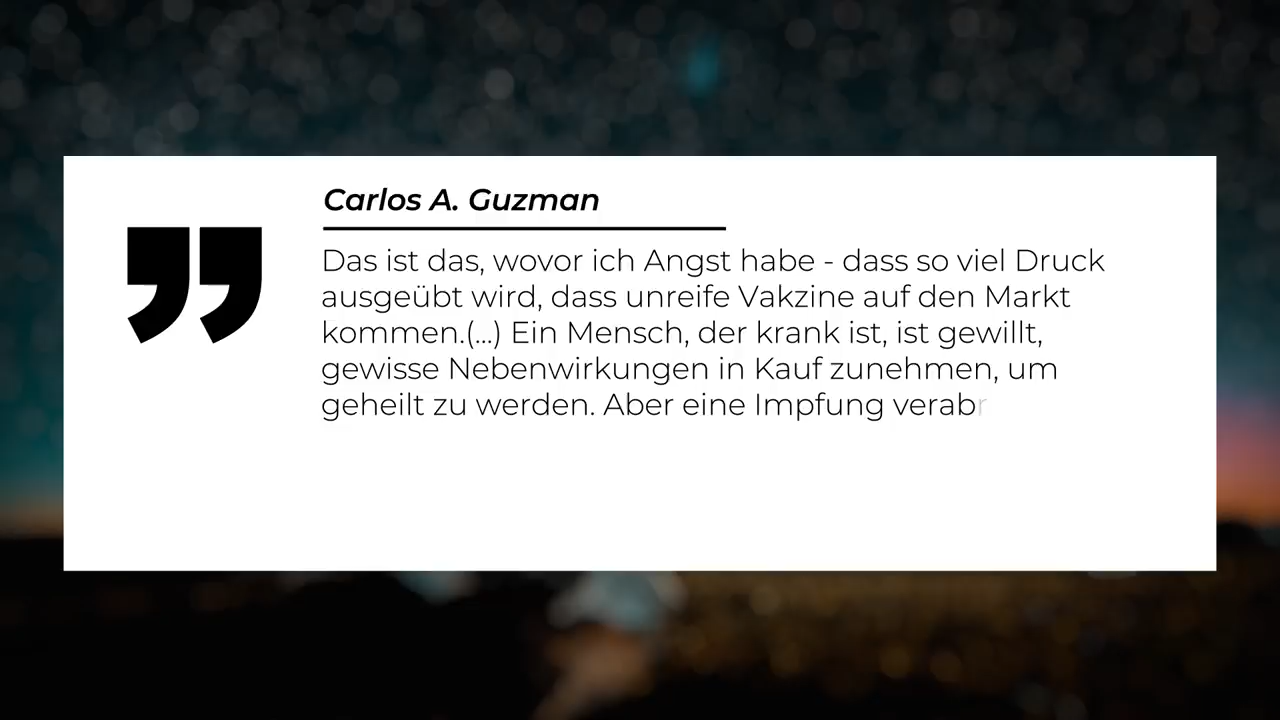 Carlos A. Guzman
Das ist das, wovor ich Angst habe - dass so viel Druck
ausgeübt wird, dass unreife Vakzine auf den Markt
kommen.(...) Ein Mensch, der krank ist, ist gewillt,
gewisse Nebenwirkungen in Kauf zunehmen, um
geheilt zu werden. Aber eine Impfung verabr